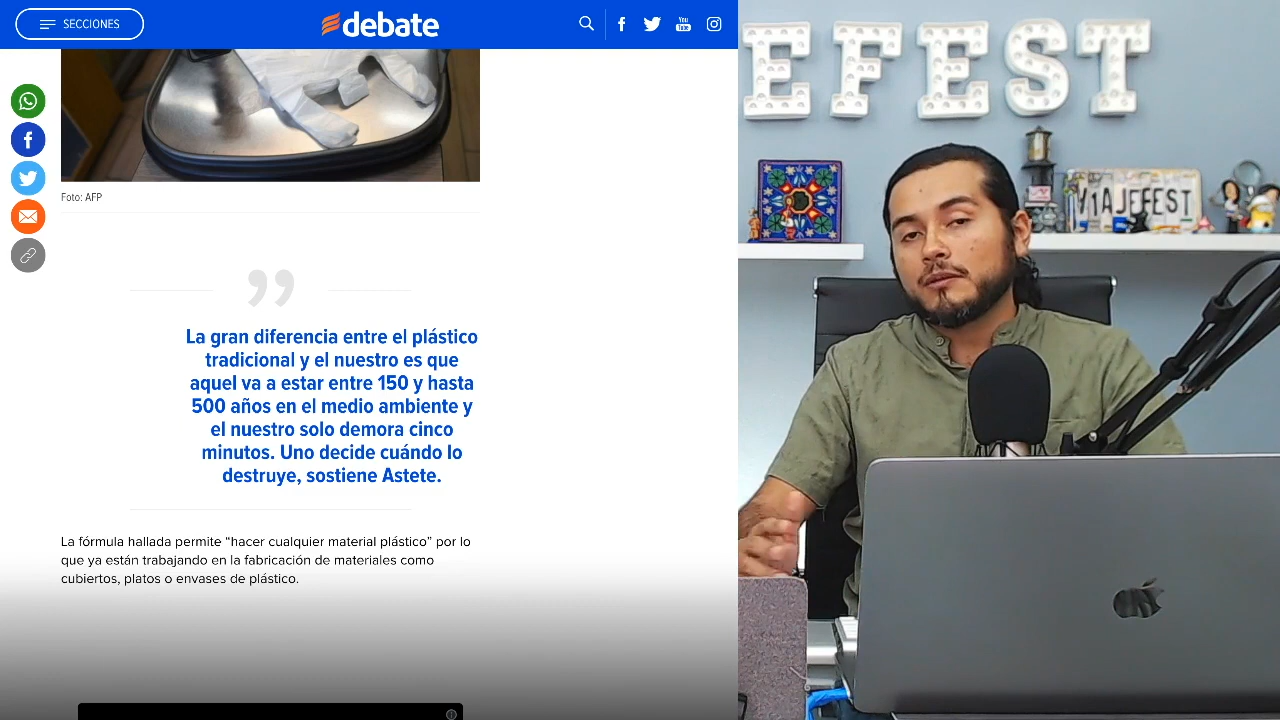 SECCIONES
debate
You
Tube
Foto: AFP
La gran diferencia entre el plástico
tradicional y el nuestro es que
aquel va a estar entre 150 y hasta
500 años en el medio ambiente y
el nuestro solo demora cinco
minutos. Uno decide cuándo lo
destruye, sostiene Astete.
La fórmula hallada permite “hacer cualquier material plástico” por lo
que ya están trabajando en la fabricación de materiales como
cubiertos, platos o envases de plástico.
EFEST
V1AJEFEST